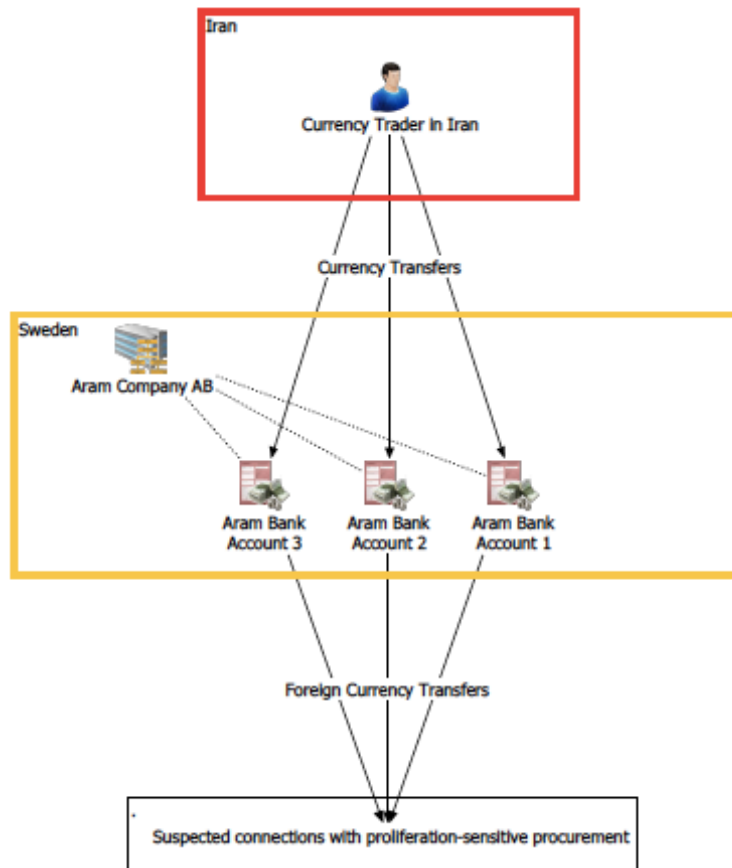 Iran
Currency Trader in Iran
Currency Transfers
Sweden
Aram Company AB
Aram Bank
Account 3
Aram Bank
Account 2
Aram Bank
Account 1
Foreign Currency Transfers
.
Suspected connections with proliferation-sensitive procurement